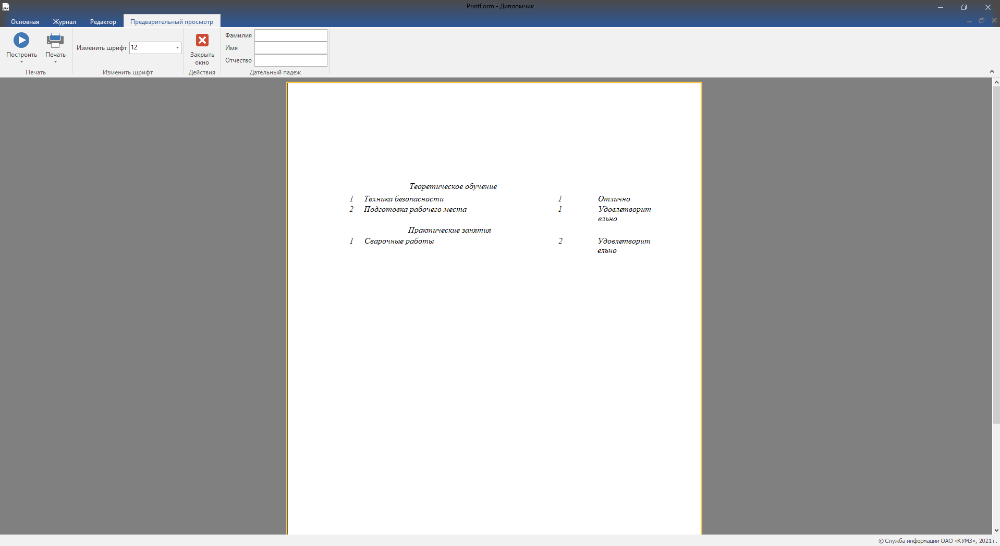 PrintForm - Дипломчик
Основная Журнал Редактор Предварительный просмотр
Построить Печать
Печать
Изменить шрифт 12
Изменить шрифт
Закрыть
окно
Действия
Фамилия
Имя
Отчество
Дательный падеж
Теоретическое обучение
1 Техника безопасности 1 Отлично
2 Подготовка рабочего места 1 Удовлетворит
ельно
Практические занятия
1 Сварочные работы 2 Удовлетворит
ельно
© Служба информации ОАО «КУМЗ», 2021 г.